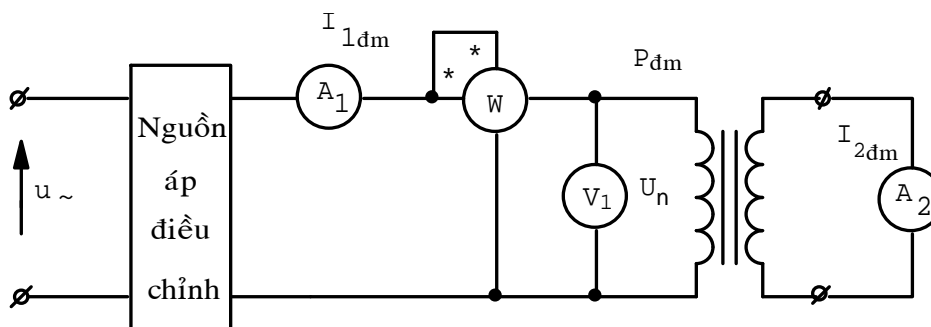 I1đm
*
*
Pđm
A1
W
Nguồn
áp
điều
chỉnh
u ~
V1
Un
I2đm
A2